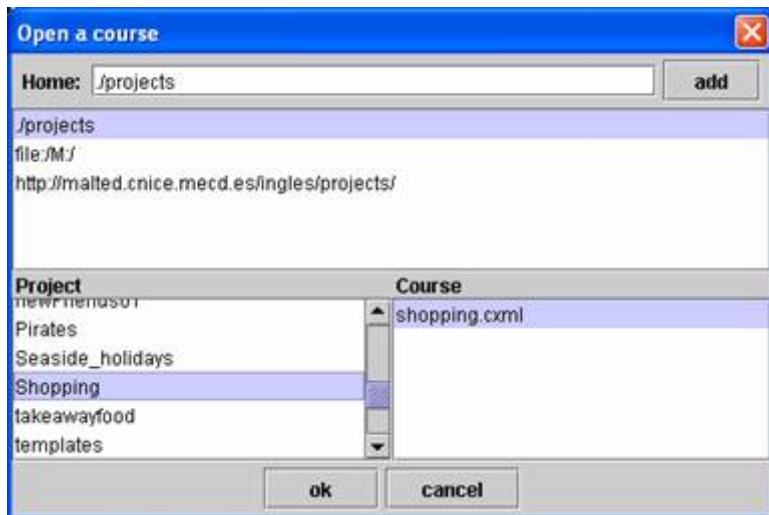 Open a course
Home: ./projects add
./projects
file:/M:/
http://malted.cnice.mecd.es/ingles/projects/
Project Course
newFriends01
shopping.cxml
Pirates
Seaside_holidays
Shopping
takeawayfood
templates
ok cancel